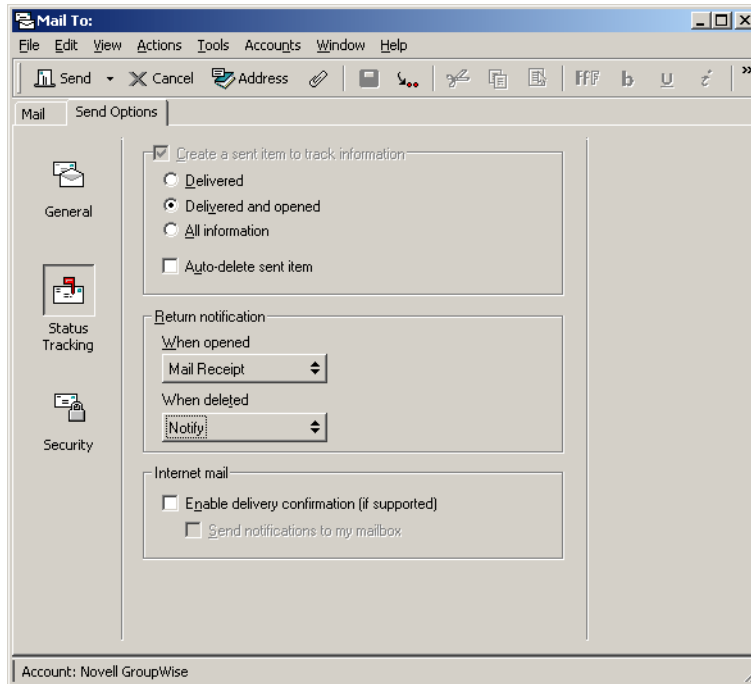 Mail To:
File Edit View Actions Tools Accounts Window Help
Send Cancel Address FfF b u i »
Mail Send Options
General
Status
Tracking
Security
Create a sent item to track information
Delivered
Delivered and opened
All information
Auto-delete sent item
Return notification
When opened
Mail Receipt
When deleted
Notify
Internet mail
Enable delivery confirmation (if supported)
Send notifications to my mailbox
Account: Novell GroupWise